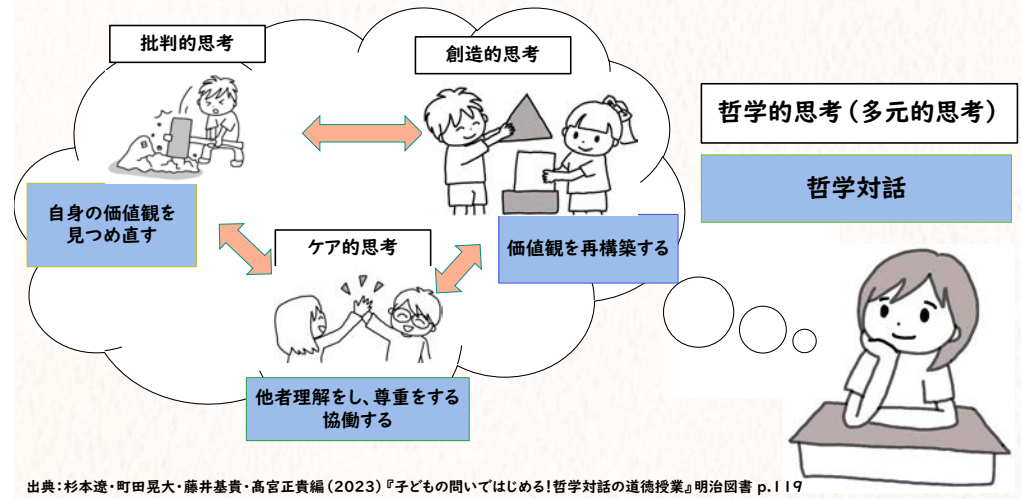 批判的思考
創造的思考
哲学的思考（多元的思考）
哲学対話
自身の価値観を
見つめ直す
ケア的思考
価値観を再構築する
他者理解をし、尊重をする
協働する
出典：杉本遼・町田晃大・藤井基貴・髙宮正貴編（2023）『子どもの問いではじめる！哲学対話の道徳授業』明治図書 p.119